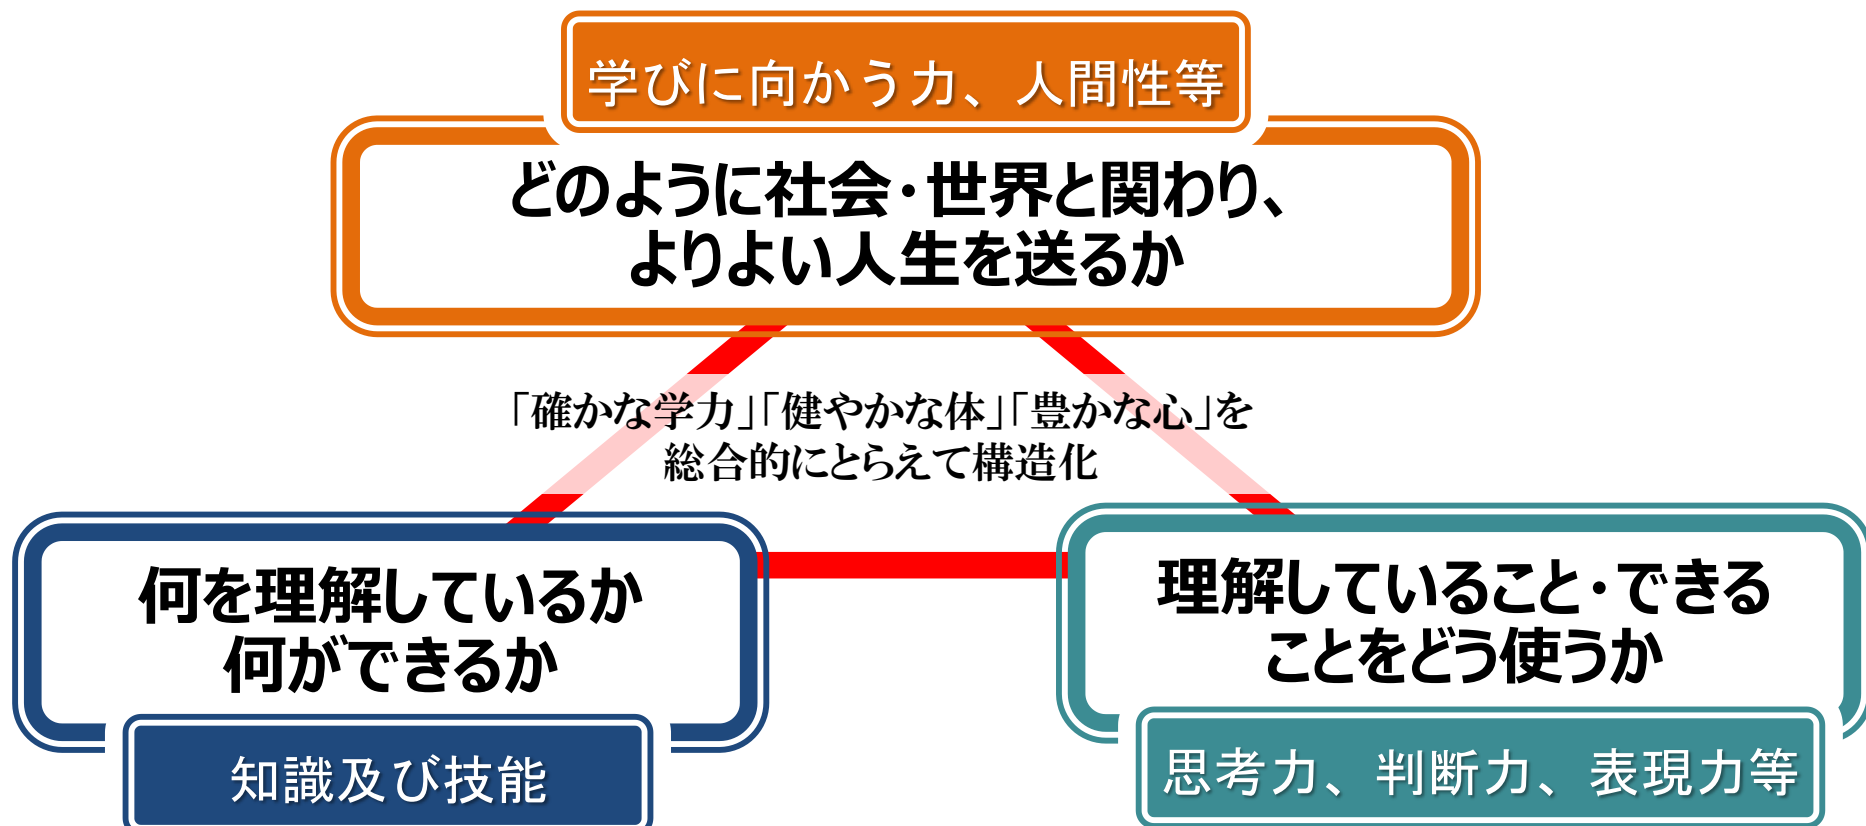 学びに向かう力、人間性等
どのように社会・世界と関わり、
よりよい人生を送るか
「確かな学力」「健やかな体」「豊かな心」を
総合的にとらえて構造化
何を理解しているか
何ができるか
知識及び技能
理解していること・できる
ことをどう使うか
思考力、判断力、表現力等